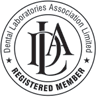 Dental Laboratories Association Limited
DLA
REGISTERED MEMBER